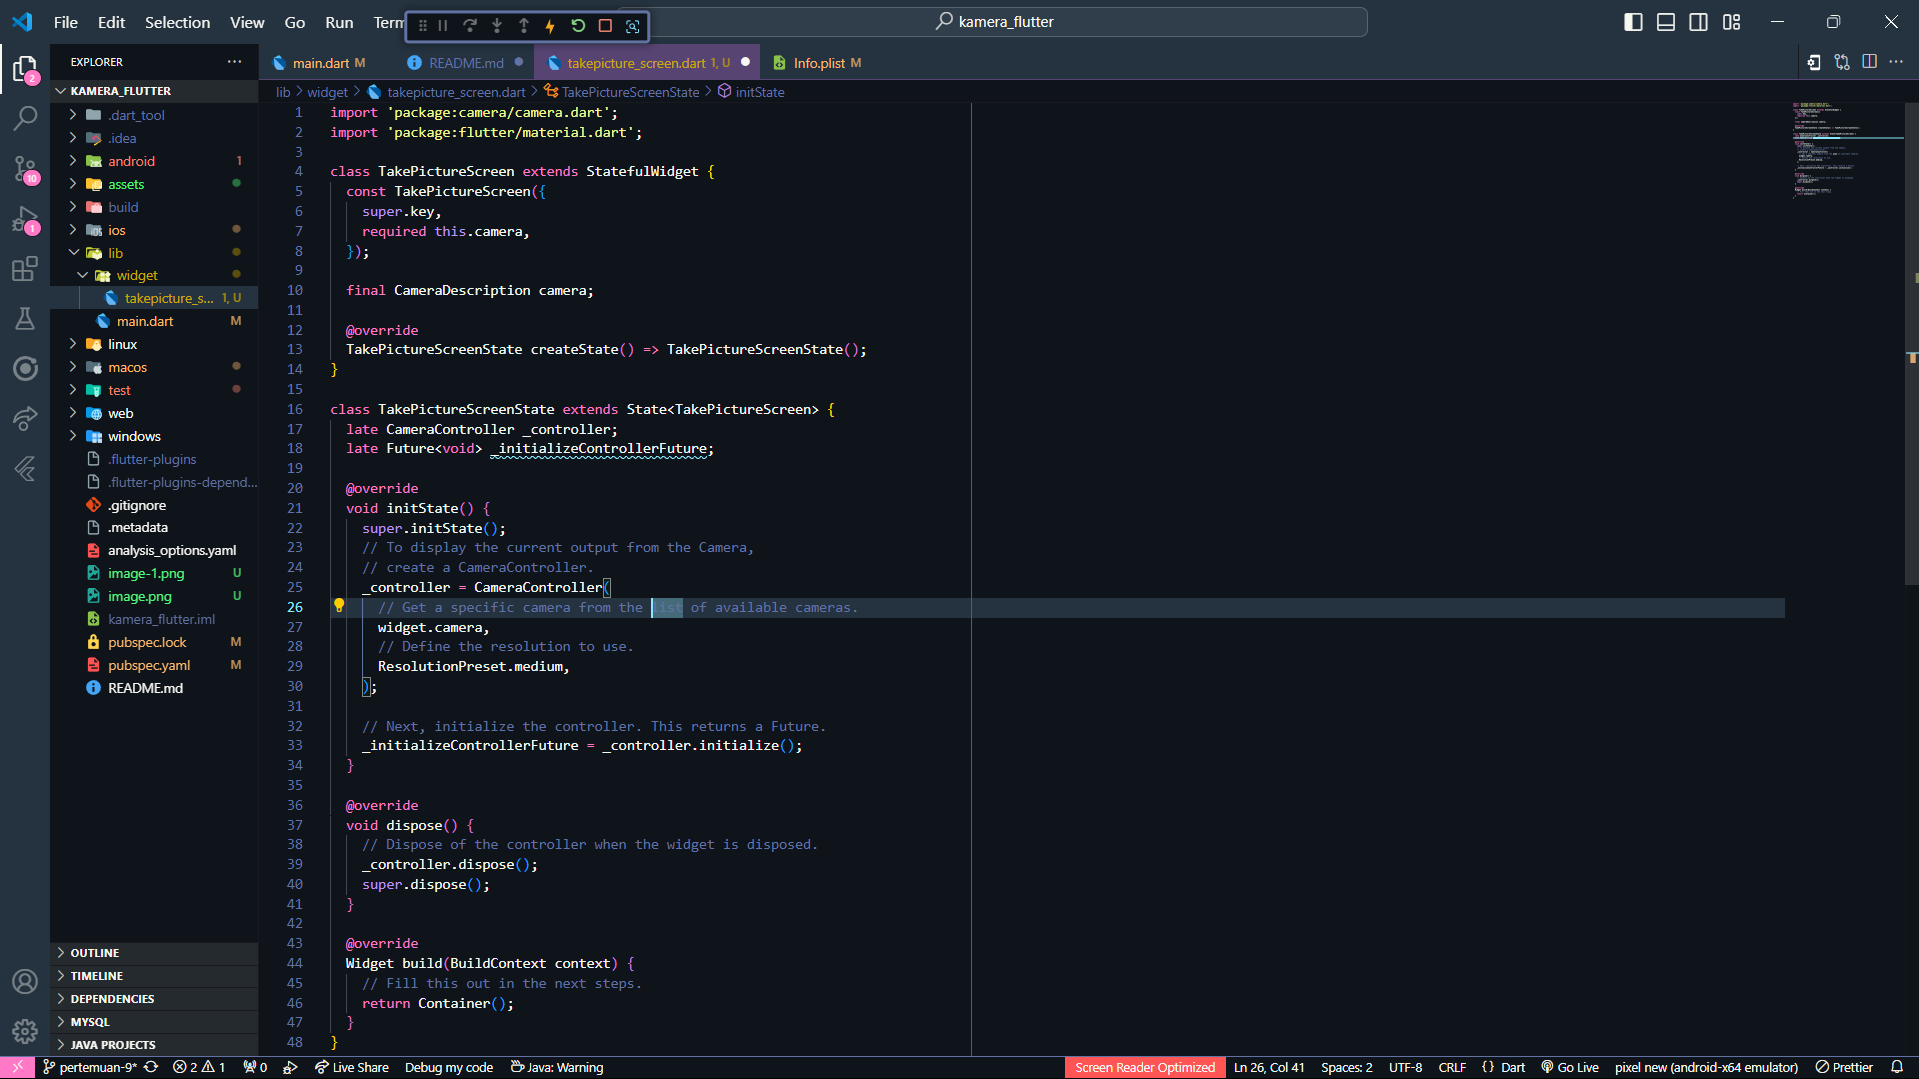 File Edit Selection View Go Run Term
kamera_flutter
EXPLORER
main.dart M
README.md
takepicture_screen.dart 1, U
Info.plist M
KAMERA_FLUTTER
lib > widget > takepicture_screen.dart > TakePictureScreenState > initState
.dart_tool
.idea
android 1
assets
build
ios
lib
widget
takepicture_s... 1, U
main.dart M
linux
macos
test
web
windows
.flutter-plugins
.flutter-plugins-depend...
.gitignore
.metadata
analysis_options.yaml
image-1.png U
image.png U
kamera_flutter.iml
pubspec.lock M
pubspec.yaml M
README.md
OUTLINE
TIMELINE
DEPENDENCIES
MYSQL
JAVA PROJECTS
2
10
1
1 import 'package:camera/camera.dart';
2 import 'package:flutter/material.dart';
3
4 class TakePictureScreen extends StatefulWidget {
5 const TakePictureScreen({
6 super.key,
7 required this.camera,
8 });
9
10 final CameraDescription camera;
11
12 @override
13 TakePictureScreenState createState() => TakePictureScreenState();
14 }
15
16 class TakePictureScreenState extends State<TakePictureScreen> {
17 late CameraController _controller;
18 late Future<void> _initializeControllerFuture;
19
20 @override
21 void initState() {
22 super.initState();
23 // To display the current output from the Camera,
24 // create a CameraController.
25 _controller = CameraController(
26 // Get a specific camera from the list of available cameras.
27 widget.camera,
28 // Define the resolution to use.
29 ResolutionPreset.medium,
30 );
31
32 // Next, initialize the controller. This returns a Future.
33 _initializeControllerFuture = _controller.initialize();
34 }
35
36 @override
37 void dispose() {
38 // Dispose of the controller when the widget is disposed.
39 _controller.dispose();
40 super.dispose();
41 }
42
43 @override
44 Widget build(BuildContext context) {
45 // Fill this out in the next steps.
46 return Container();
47 }
48 }
pertemuan-9* 2 1 0 Live Share Debug my code Java: Warning Screen Reader Optimized Ln 26, Col 41 Spaces: 2 UTF-8 CRLF {} Dart Go Live pixel new (android-x64 emulator) Prettier